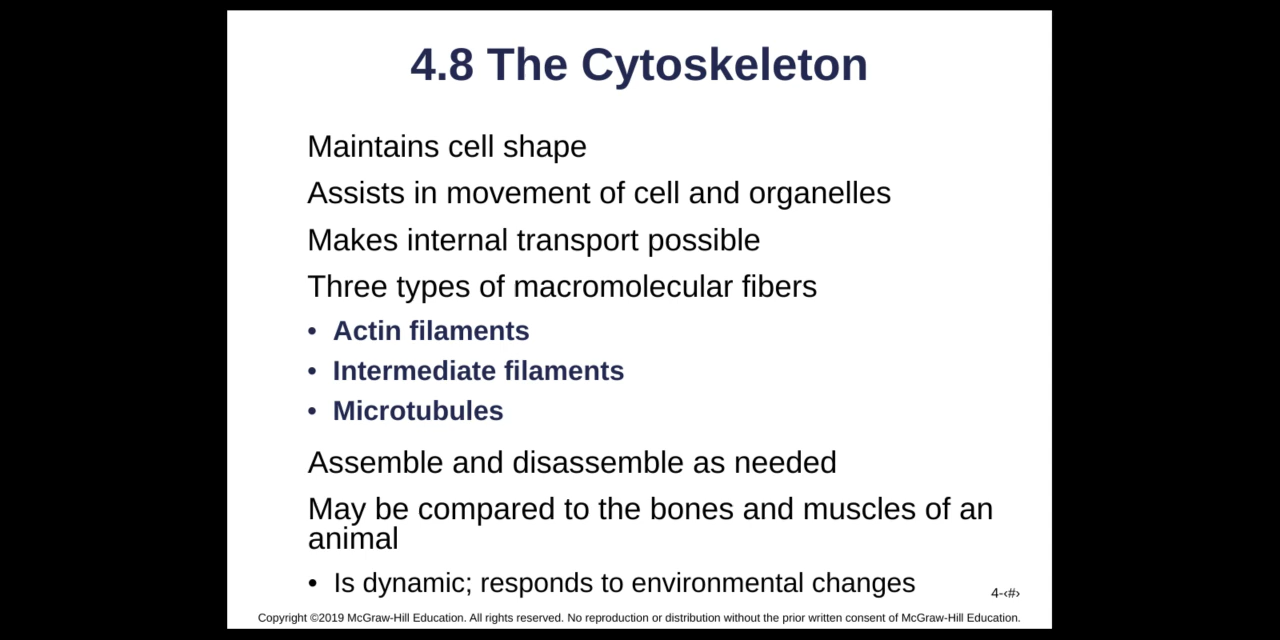 4.8 The Cytoskeleton
Maintains cell shape
Assists in movement of cell and organelles
Makes internal transport possible
Three types of macromolecular fibers
• Actin filaments
• Intermediate filaments
• Microtubules
Assemble and disassemble as needed
May be compared to the bones and muscles of an
animal
• Is dynamic; responds to environmental changes
4-‹#›
Copyright ©2019 McGraw-Hill Education. All rights reserved. No reproduction or distribution without the prior written consent of McGraw-Hill Education.